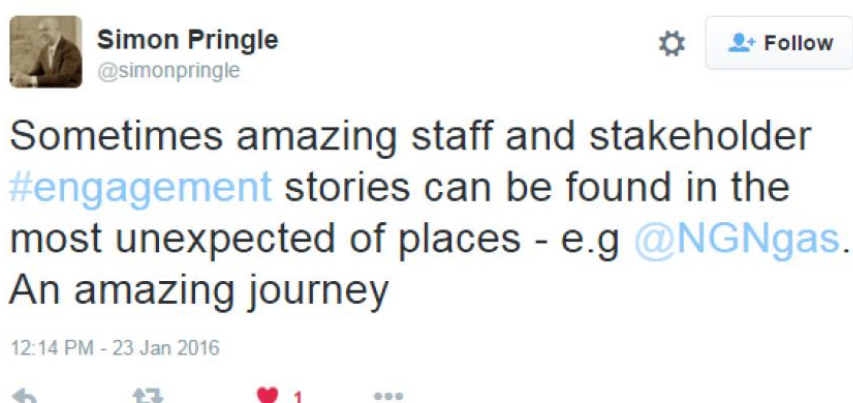 Simon Pringle
@simonpringle
Follow
Sometimes amazing staff and stakeholder
#engagement stories can be found in the
most unexpected of places - e.g @NGNgas.
An amazing journey
12:14 PM - 23 Jan 2016
1